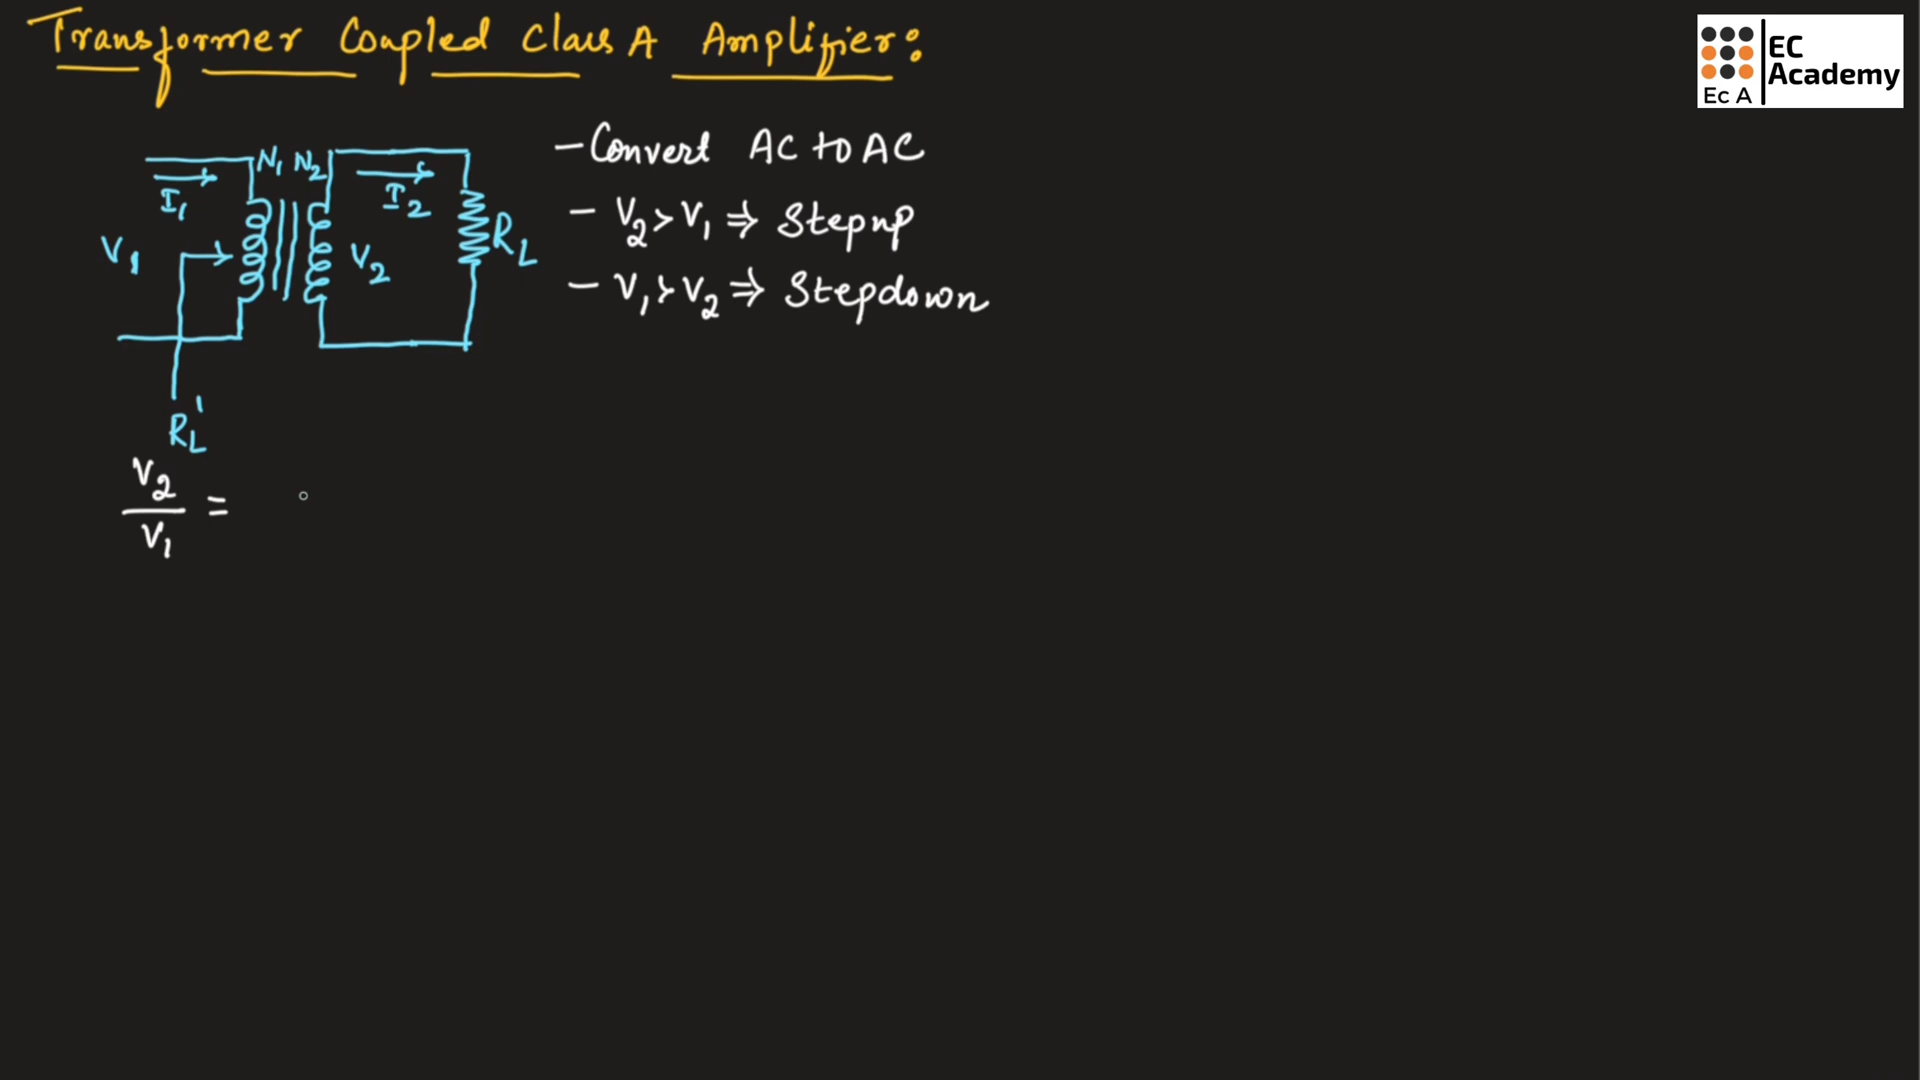 Transformer Coupled Class A Amplifier:
EC
Academy
Ec A
N1 N2
I1
I2
V1
V2
RL
RL'
- Convert AC to AC
- V2 > V1 ⇒ Stepup
- V1 > V2 ⇒ Stepdown
V2
V1
=